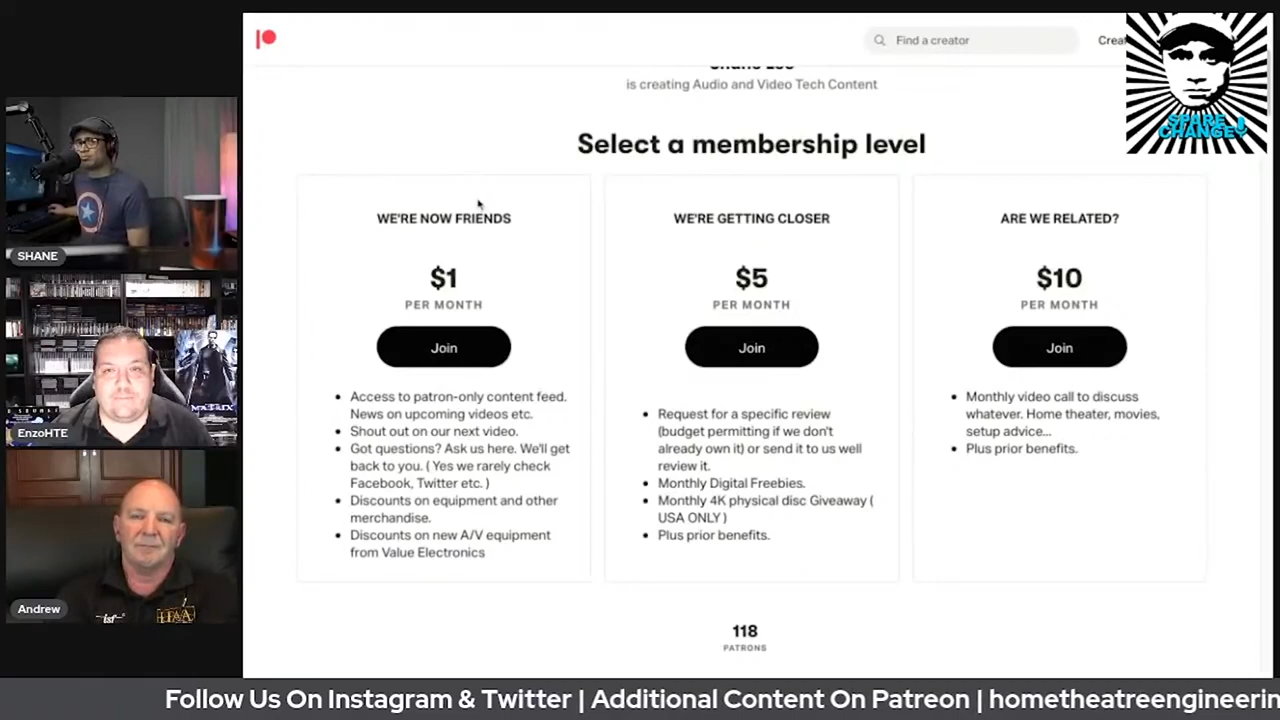 Find a creator
is creating Audio and Video Tech Content
Select a membership level
WE'RE NOW FRIENDS
$1
PER MONTH
Join
Access to patron-only content feed.
News on upcoming videos etc.
Shout out on our next video.
Got questions? Ask us here. We'll get
back to you. ( Yes we rarely check
Facebook, Twitter etc. )
Discounts on equipment and other
merchandise.
Discounts on new A/V equipment
from Value Electronics
WE'RE GETTING CLOSER
$5
PER MONTH
Join
Request for a specific review
(budget permitting if we don't
already own it) or send it to us well
review it.
Monthly Digital Freebies.
Monthly 4K physical disc Giveaway (
USA ONLY )
Plus prior benefits.
ARE WE RELATED?
$10
PER MONTH
Join
Monthly video call to discuss
whatever. Home theater, movies,
setup advice...
Plus prior benefits.
118
PATRONS
SPARE
CHANGE
SHANE
EnzoHTE
MATRIX
Andrew
isf
Follow Us On Instagram & Twitter | Additional Content On Patreon | hometheatreengineerin